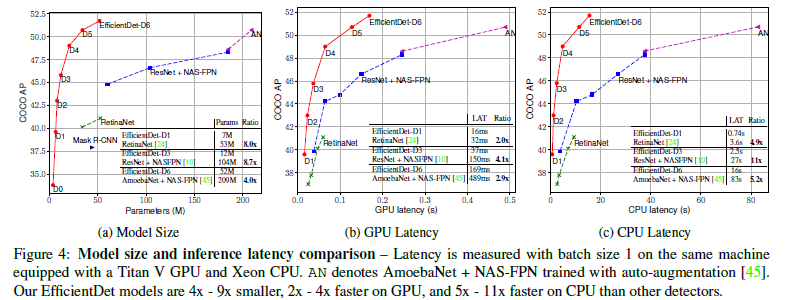 52.5
50.0
47.5
45.0
42.5
40.0
37.5
35.0
COCO AP
EfficientDet-D6
D5
AN
D4
ResNet + NAS-FPN
D3
D2
RetinaNet
D1
Mask R-CNN
D0
Params Ratio
EfficientDet-D1 7M
RetinaNet [24] 53M 8.0x
EfficientDet-D3 12M
ResNet + NASFPN [10] 104M 8.7x
EfficientDet-D6 52M
AmoebaNet + NAS-FPN [45] 209M 4.0x
0 50 100 150 200
Parameters (M)
(a) Model Size
52
50
48
46
44
42
40
38
COCO AP
EfficientDet-D6
D5
AN
D4
ResNet + NAS-FPN
D3
D2
RetinaNet
D1
LAT Ratio
EfficientDet-D1 16ms
RetinaNet [24] 32ms 2.0x
EfficientDet-D3 37ms
ResNet + NASFPN [10] 150ms 4.1x
EfficientDet-D6 169ms
AmoebaNet + NAS-FPN [45] 489ms 2.9x
0.0 0.1 0.2 0.3 0.4 0.5
GPU latency (s)
(b) GPU Latency
52
50
48
46
44
42
40
38
COCO AP
EfficientDet-D6
D5
AN
D4
ResNet + NAS-FPN
D3
D2
RetinaNet
D1
LAT Ratio
EfficientDet-D1 0.74s
RetinaNet [24] 3.6s 4.9x
EfficientDet-D3 2.5s
ResNet + NASFPN [10] 27s 11x
EfficientDet-D6 16s
AmoebaNet + NAS-FPN [45] 83s 5.2x
0 20 40 60 80
CPU latency (s)
(c) CPU Latency
Figure 4: Model size and inference latency comparison – Latency is measured with batch size 1 on the same machine
equipped with a Titan V GPU and Xeon CPU. AN denotes AmoebaNet + NAS-FPN trained with auto-augmentation [45].
Our EfficientDet models are 4x - 9x smaller, 2x - 4x faster on GPU, and 5x - 11x faster on CPU than other detectors.